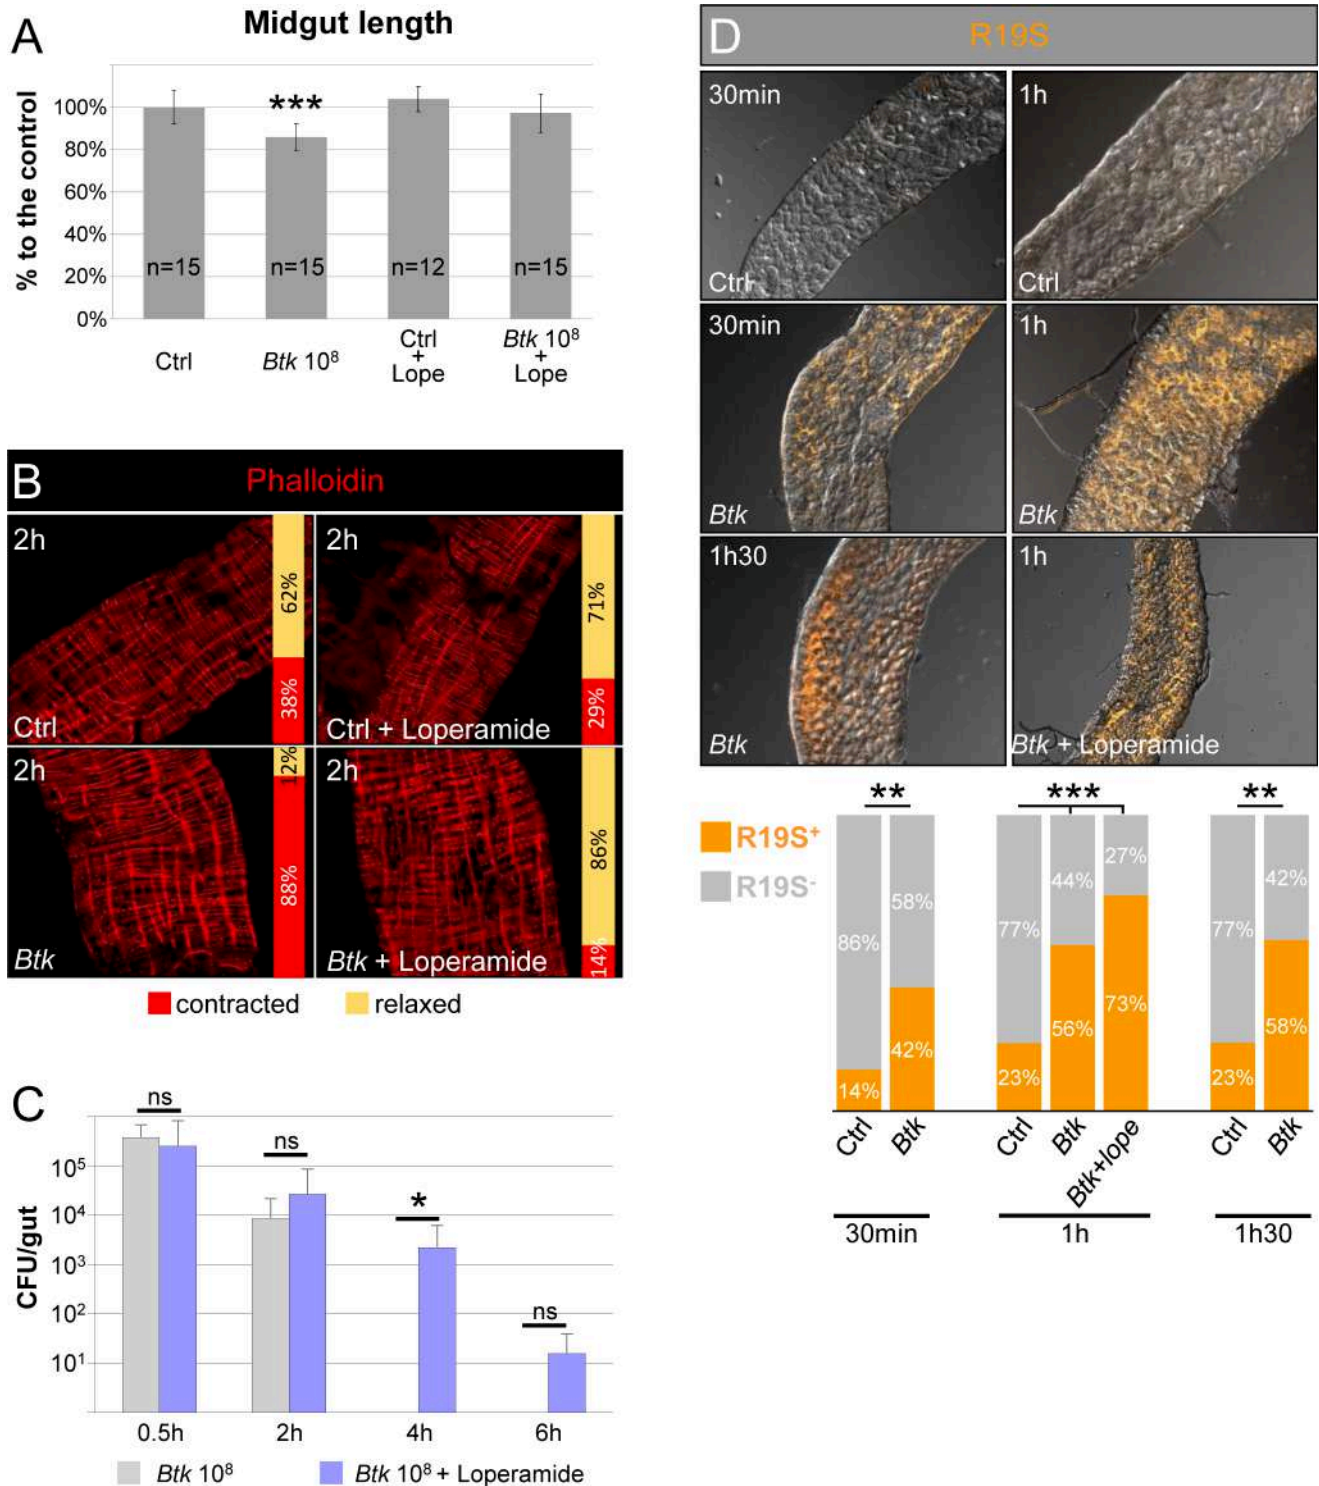 A
Midgut length
% to the control
100%
80%
60%
40%
20%
0%
***
n=15
n=15
n=12
n=15
Ctrl
Btk 10⁸
Ctrl
+
Lope
Btk 10⁸
+
Lope
B
Phalloidin
2h
62%
38%
Ctrl
2h
71%
29%
Ctrl + Loperamide
2h
12%
88%
Btk
2h
86%
14%
Btk + Loperamide
contracted
relaxed
C
CFU/gut
10⁵
10⁴
10³
10²
10¹
ns
ns
*
ns
0.5h
2h
4h
6h
Btk 10⁸
Btk 10⁸ + Loperamide
D
R19S
30min
Ctrl
1h
Ctrl
30min
Btk
1h
Btk
1h30
Btk
1h
Btk + Loperamide
R19S⁺
R19S⁻
**
***
**
86%
14%
58%
42%
77%
23%
44%
56%
27%
73%
77%
23%
42%
58%
Ctrl
Btk
Ctrl
Btk
Btk+lope
Ctrl
Btk
30min
1h
1h30